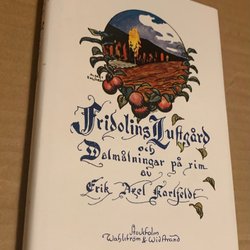 Fridolins Lustgård
och
Dalmålningar på rim
av
Erik Axel Karlfeldt
Stockholm
Wahlström & Widstrand